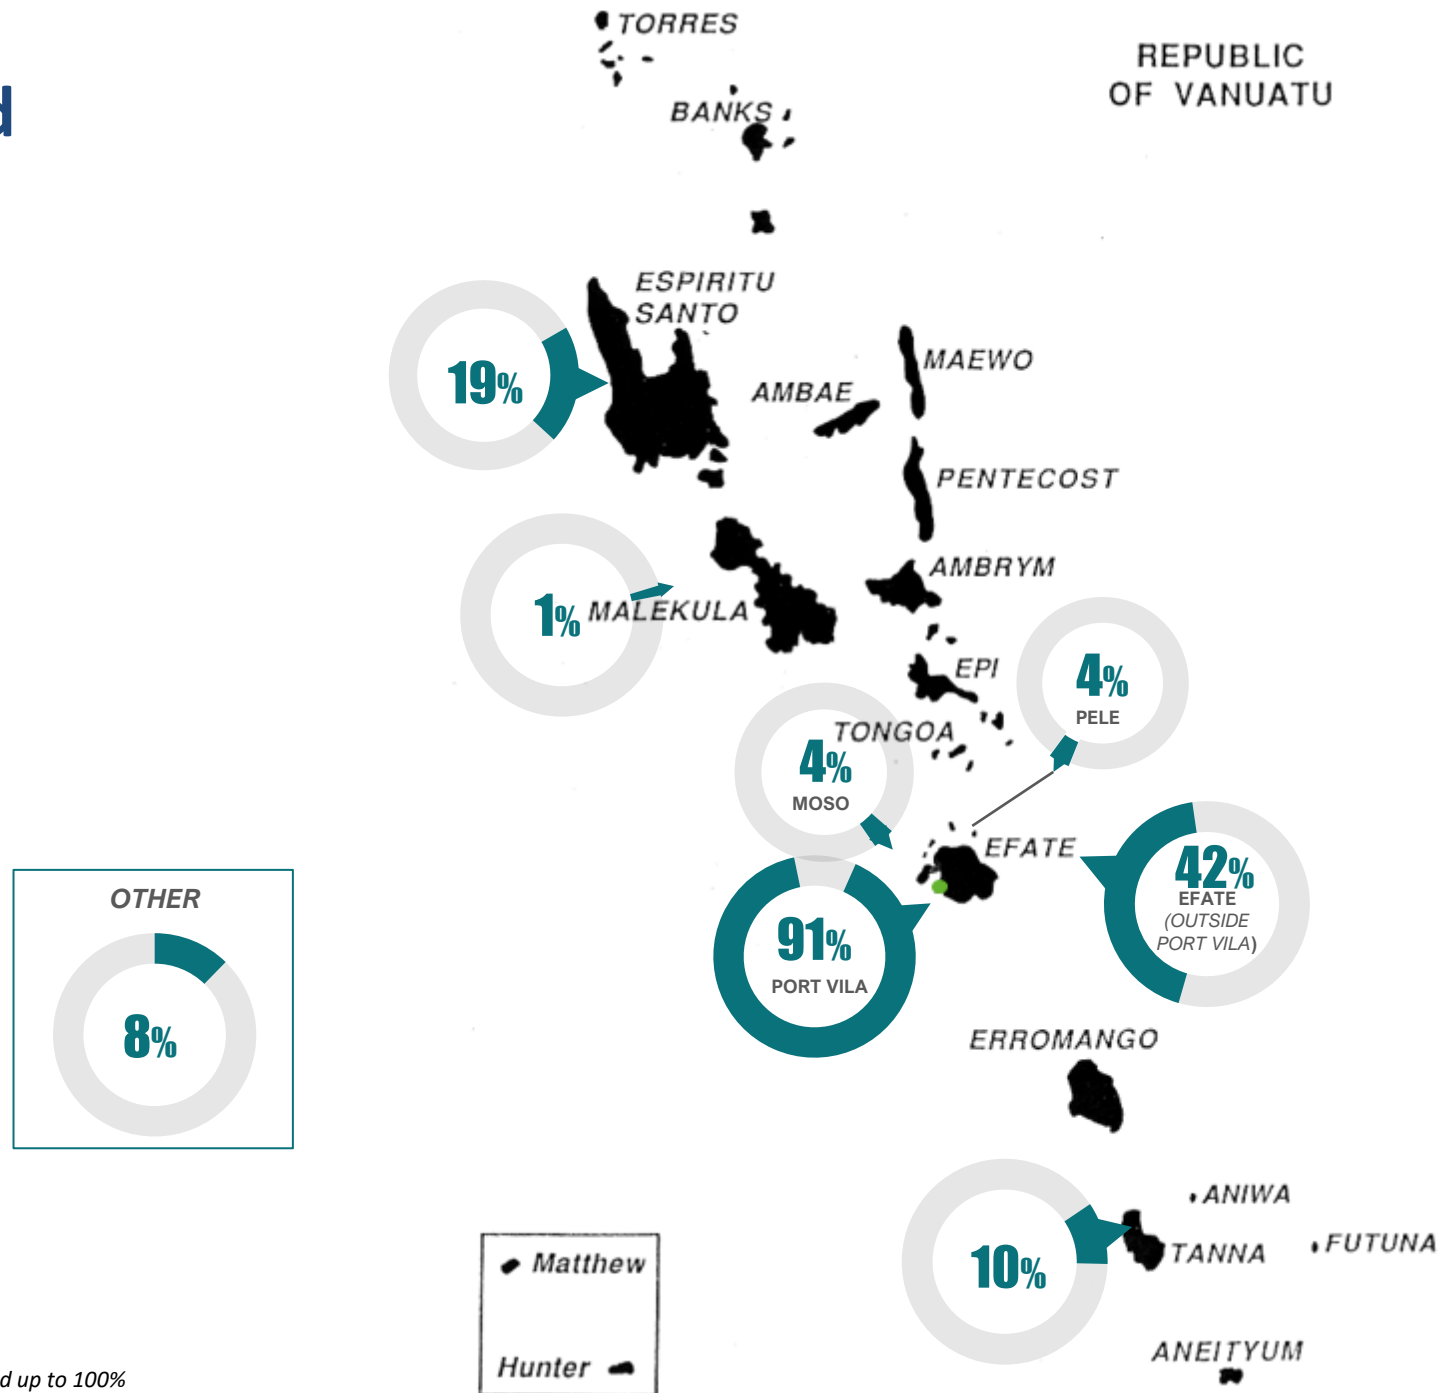 TORRES
REPUBLIC
OF VANUATU
BANKS
ESPIRITU
SANTO
19%
MAEWO
AMBAE
PENTECOST
AMBRYM
1%
MALEKULA
EPI
4%
PELE
TONGOA
4%
MOSO
EFATE
42%
EFATE
(OUTSIDE
PORT VILA)
OTHER
8%
91%
PORT VILA
ERROMANGO
ANIWA
FUTUNA
TANNA
10%
Matthew
Hunter
ANEITYUM
d up to 100%